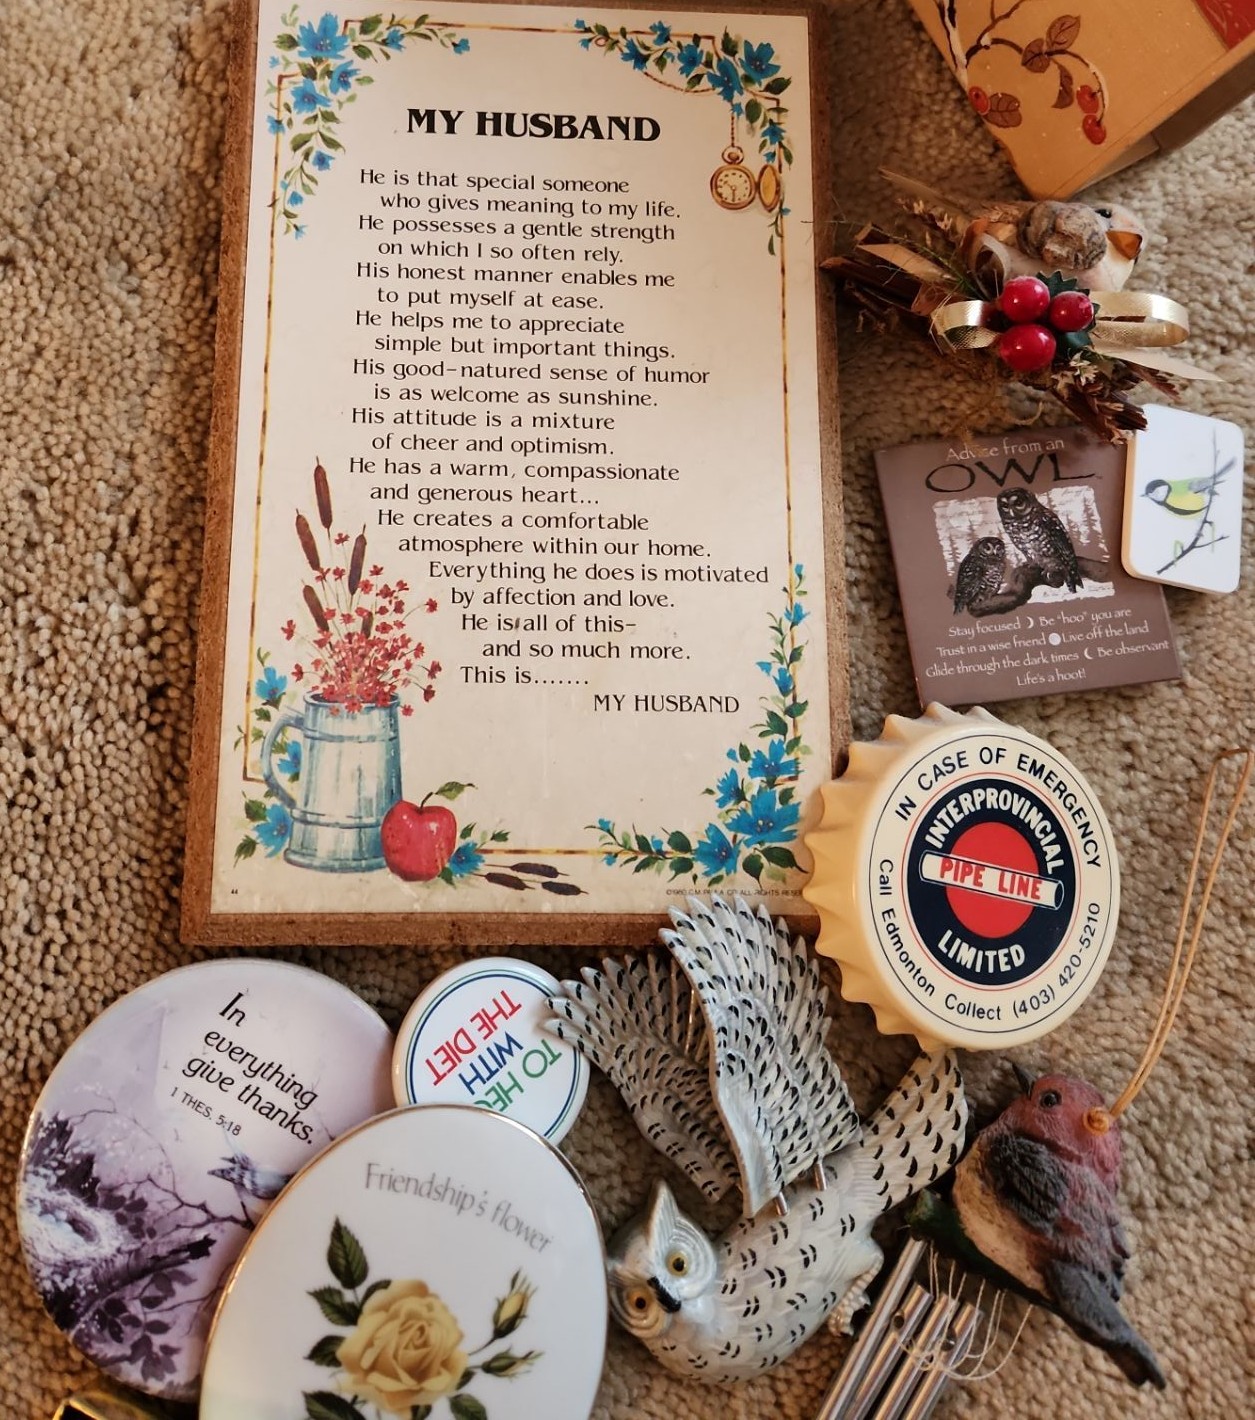 MY HUSBAND
He is that special someone
who gives meaning to my life.
He possesses a gentle strength
on which I so often rely.
His honest manner enables me
to put myself at ease.
He helps me to appreciate
simple but important things.
His good-natured sense of humor
is as welcome as sunshine.
His attitude is a mixture
of cheer and optimism.
He has a warm, compassionate
and generous heart...
He creates a comfortable
atmosphere within our home.
Everything he does is motivated
by affection and love.
He is all of this-
and so much more.
This is.......
MY HUSBAND
Advice from an
OWL
Stay focused Be "hoo" you are
Trust in a wise friend Live off the land
Glide through the dark times Be observant
Life's a hoot!
IN CASE OF EMERGENCY
INTERPROVINCIAL
PIPE LINE
LIMITED
Call Edmonton Collect (403) 420-5210
In
everything
give thanks.
1 THES. 5:18
TO
WITH
THE DIET
Friendship's flower